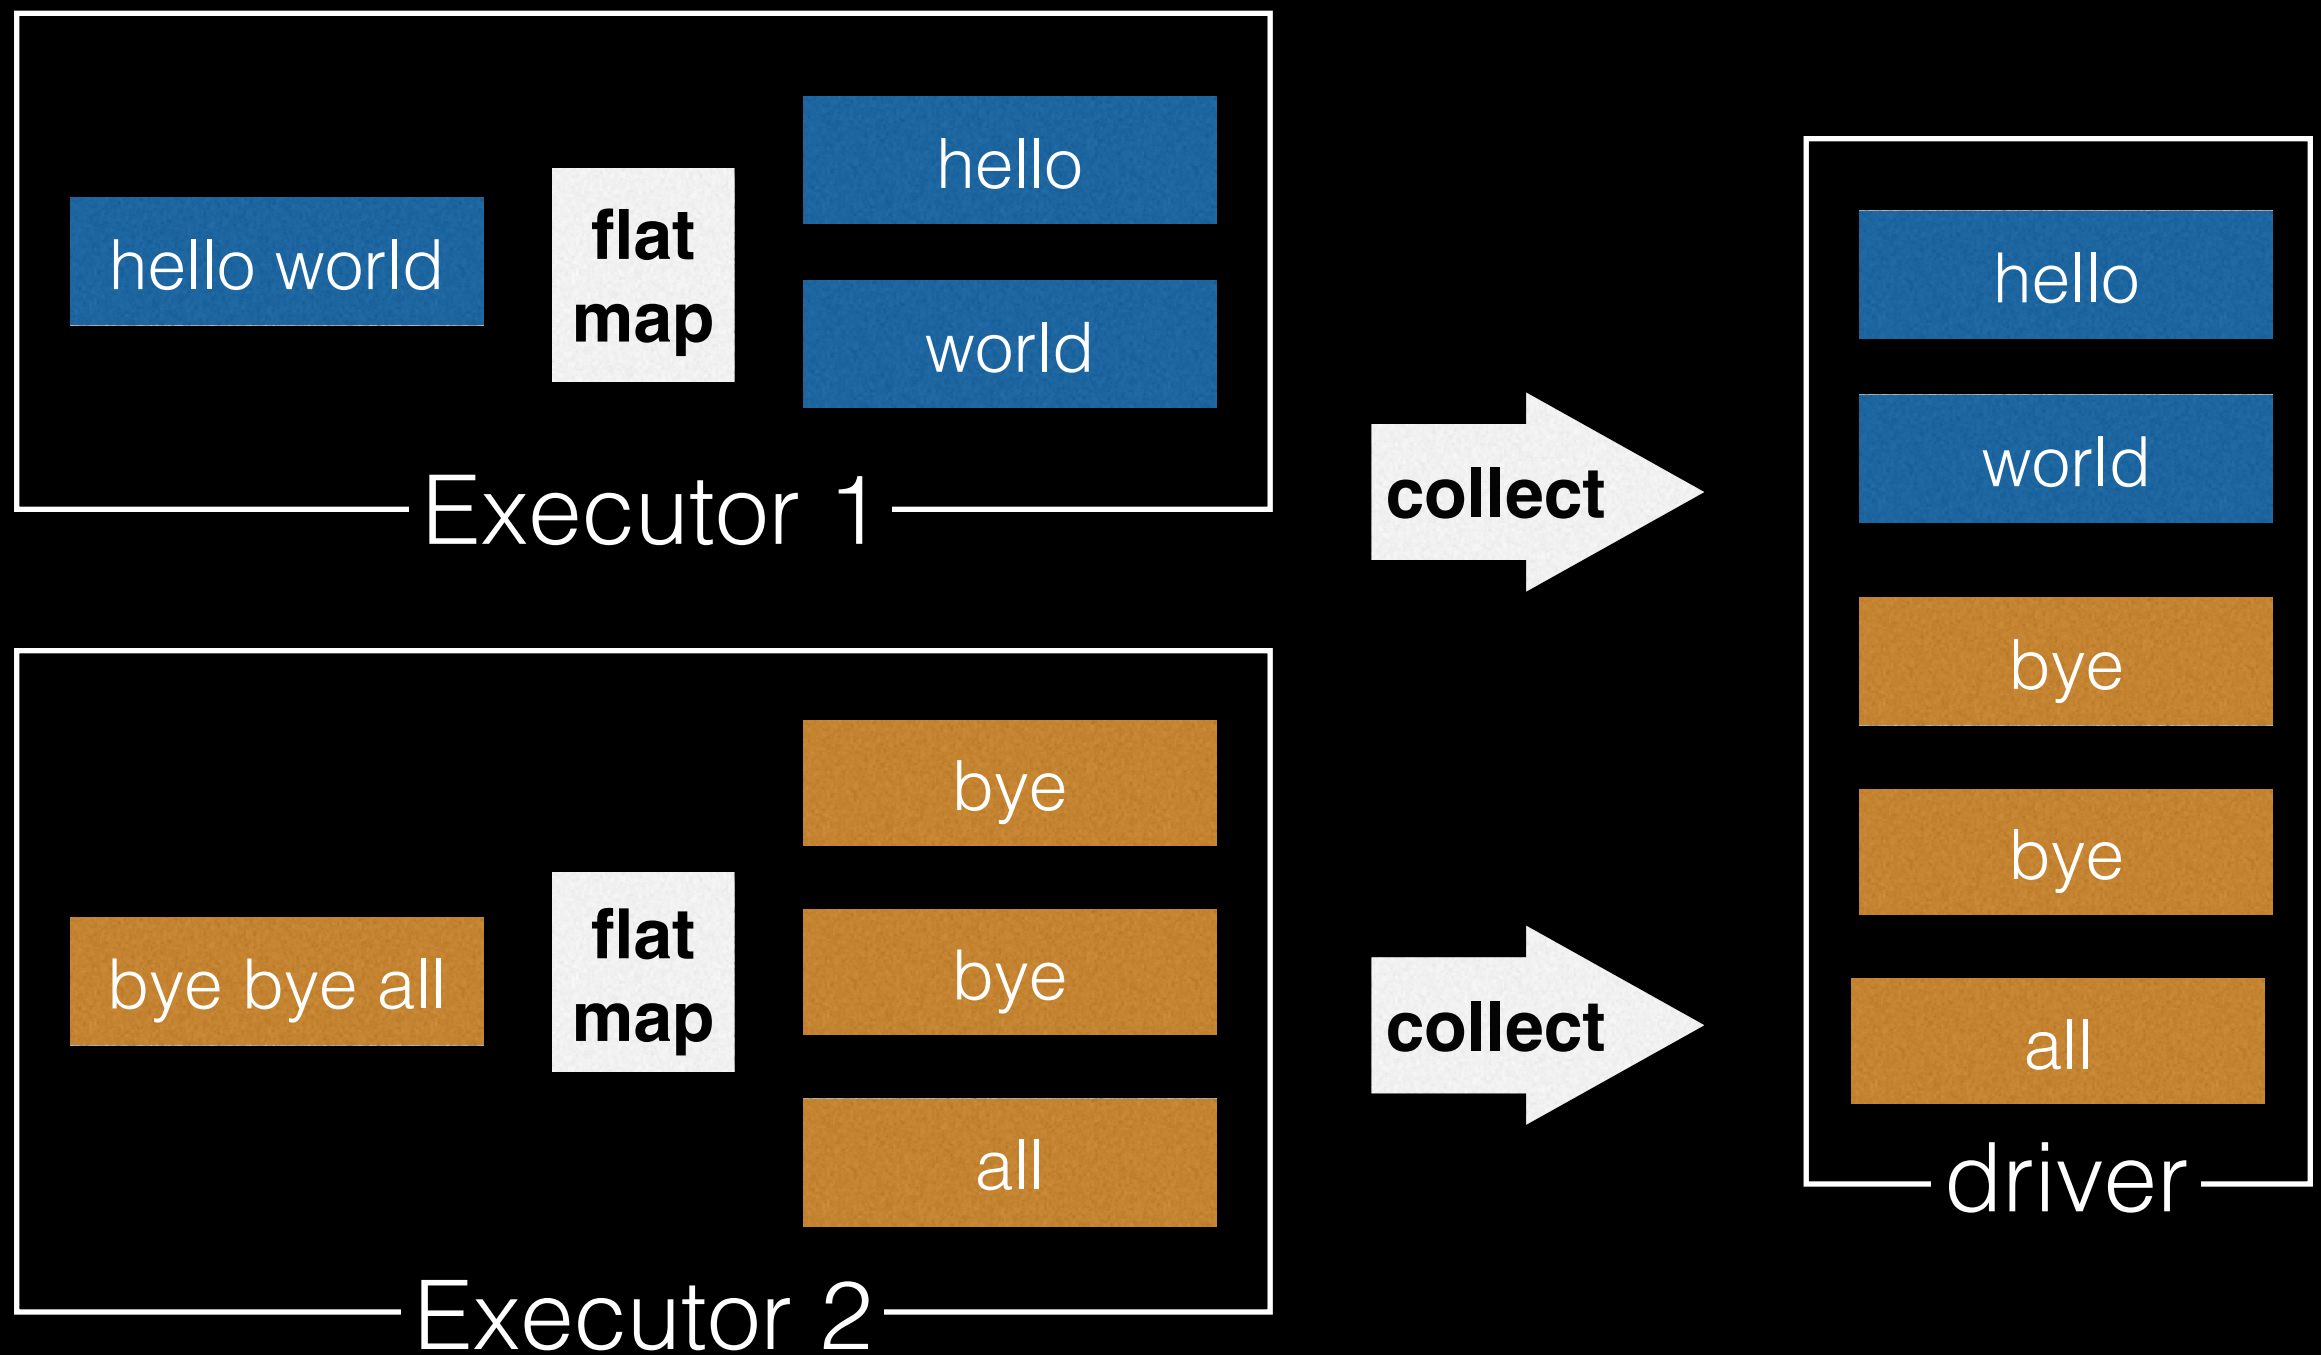 hello world
flat
map
hello
world
Executor 1
collect
bye bye all
flat
map
bye
bye
all
Executor 2
collect
hello
world
bye
bye
all
driver